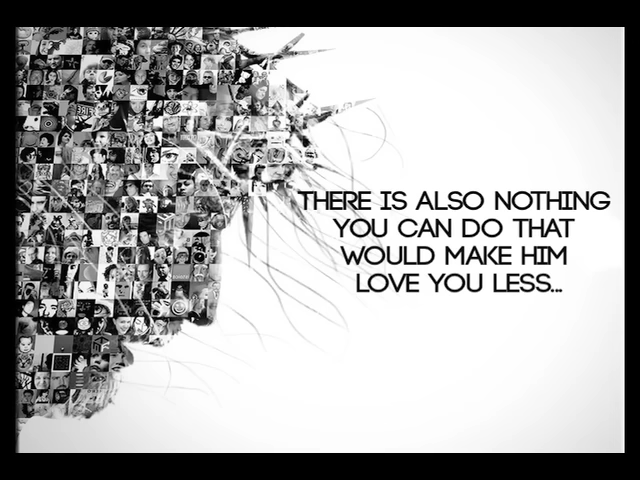 THERE IS ALSO NOTHING
YOU CAN DO THAT
WOULD MAKE HIM
LOVE YOU LESS...